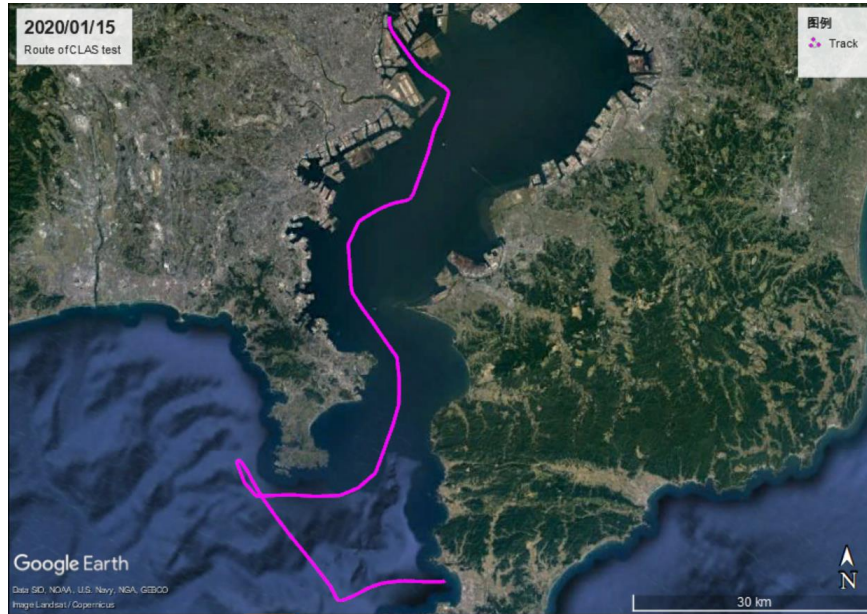 2020/01/15
Route of CLAS test
图例
Track
Google Earth
Data SIO, NOAA, U.S. Navy, NGA, GEBCO
Image Landsat / Copernicus
N
30 km